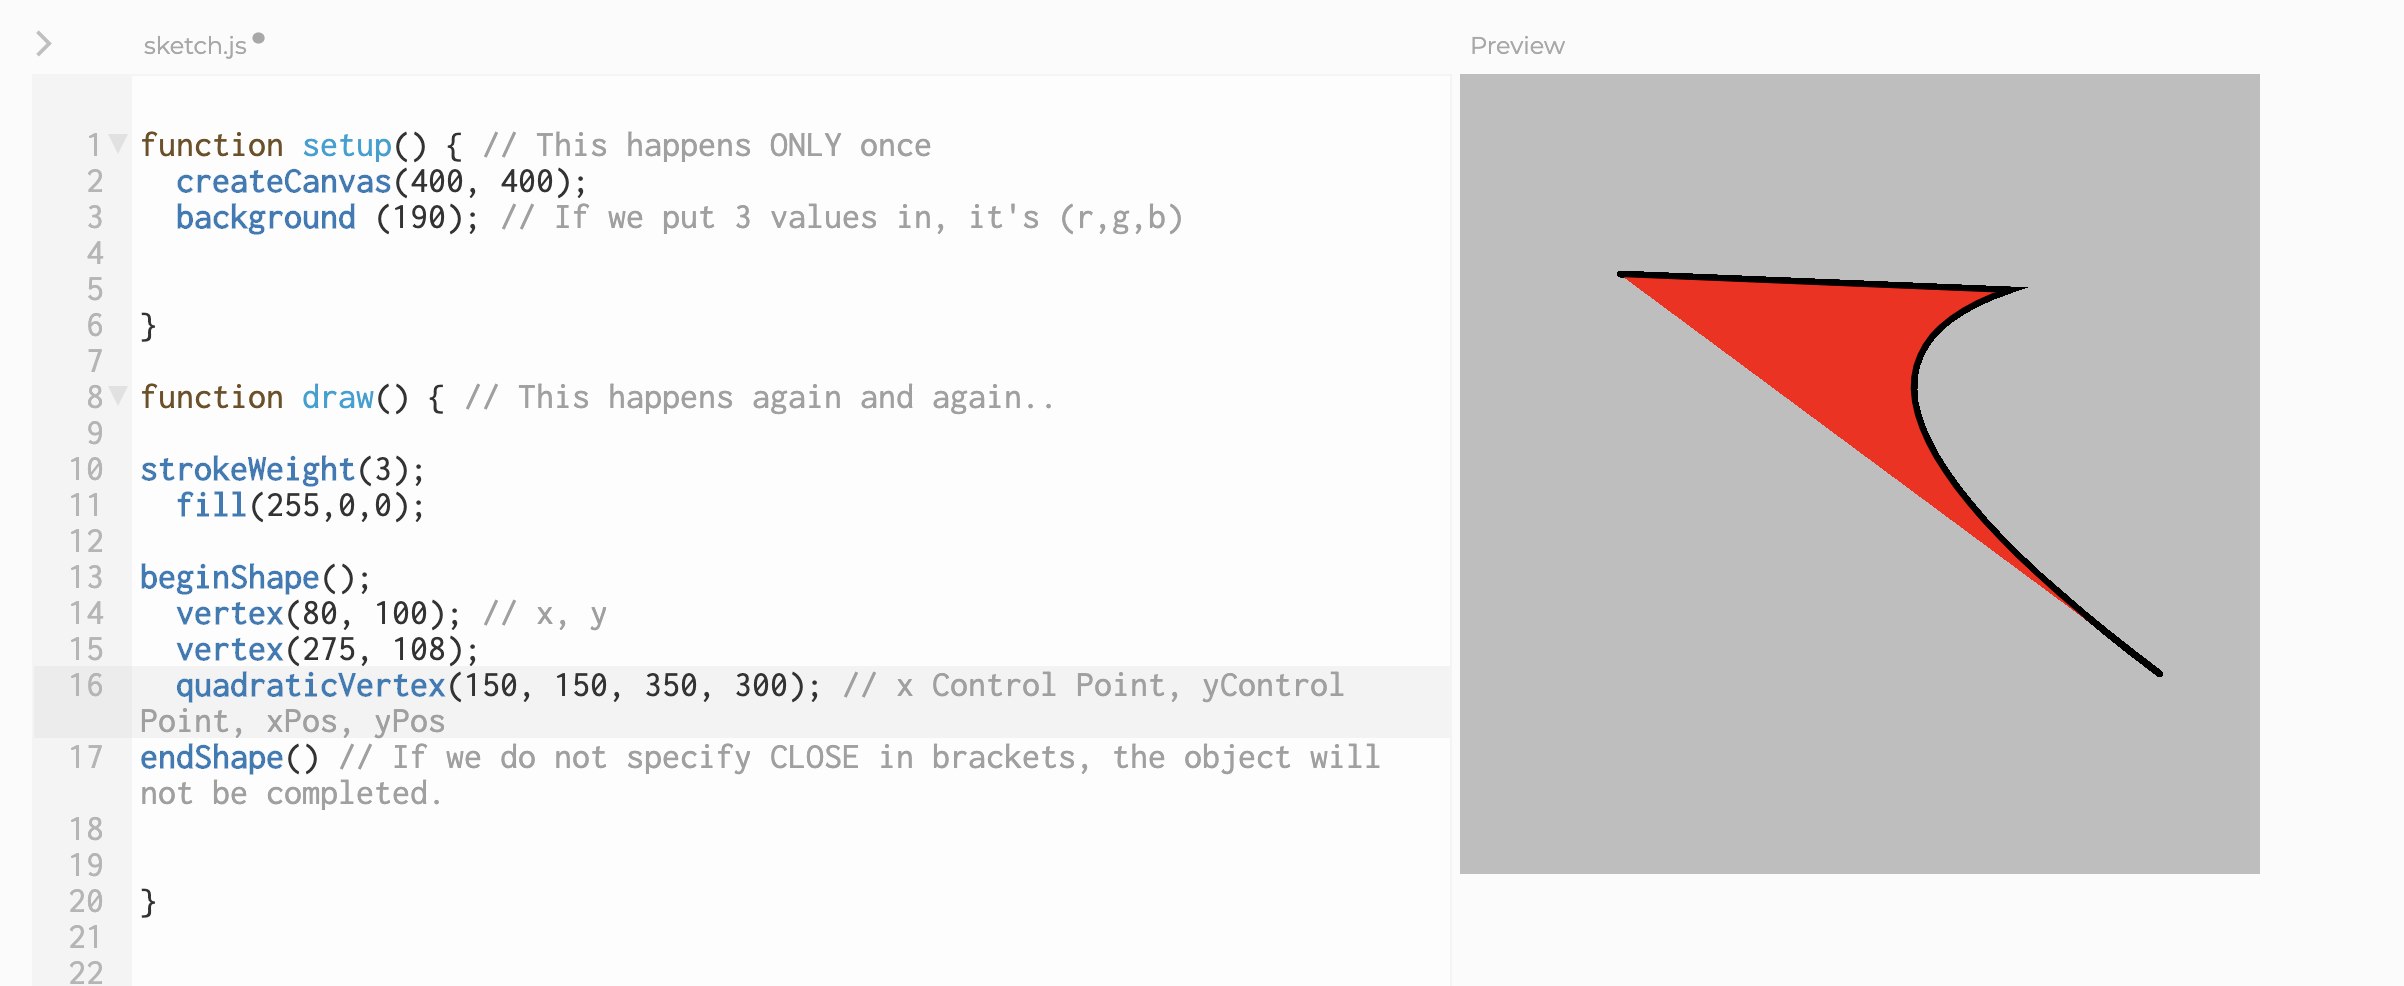 sketch.js
Preview
1 function setup() { // This happens ONLY once
2 createCanvas(400, 400);
3 background (190); // If we put 3 values in, it's (r,g,b)
4
5
6 }
7
8 function draw() { // This happens again and again..
9
10 strokeWeight(3);
11 fill(255,0,0);
12
13 beginShape();
14 vertex(80, 100); // x, y
15 vertex(275, 108);
16 quadraticVertex(150, 150, 350, 300); // x Control Point, yControl
Point, xPos, yPos
17 endShape() // If we do not specify CLOSE in brackets, the object will
not be completed.
18
19
20 }
21
22